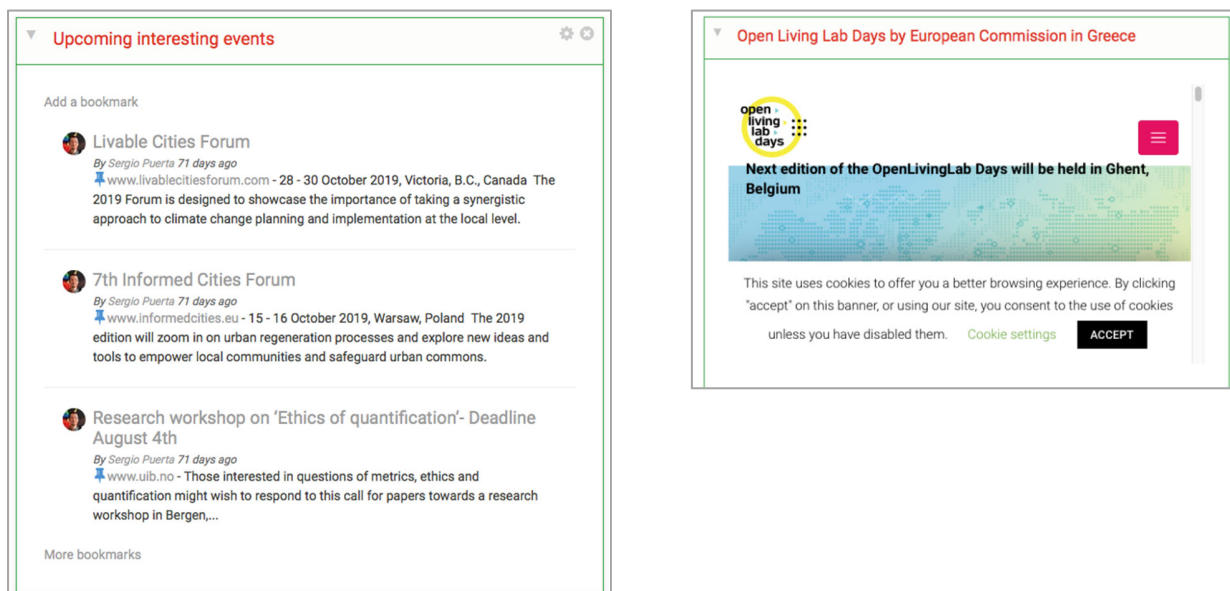 Upcoming interesting events
Add a bookmark
Livable Cities Forum
By Sergio Puerta 71 days ago
www.livablecitiesforum.com - 28 - 30 October 2019, Victoria, B.C., Canada The
2019 Forum is designed to showcase the importance of taking a synergistic
approach to climate change planning and implementation at the local level.
7th Informed Cities Forum
By Sergio Puerta 71 days ago
www.informedcities.eu - 15 - 16 October 2019, Warsaw, Poland The 2019
edition will zoom in on urban regeneration processes and explore new ideas and
tools to empower local communities and safeguard urban commons.
Research workshop on ‘Ethics of quantification’- Deadline
August 4th
By Sergio Puerta 71 days ago
www.uib.no - Those interested in questions of metrics, ethics and
quantification might wish to respond to this call for papers towards a research
workshop in Bergen,...
More bookmarks
Open Living Lab Days by European Commission in Greece
open
living
lab
days
Next edition of the OpenLivingLab Days will be held in Ghent,
Belgium
This site uses cookies to offer you a better browsing experience. By clicking
"accept" on this banner, or using our site, you consent to the use of cookies
unless you have disabled them. Cookie settings ACCEPT